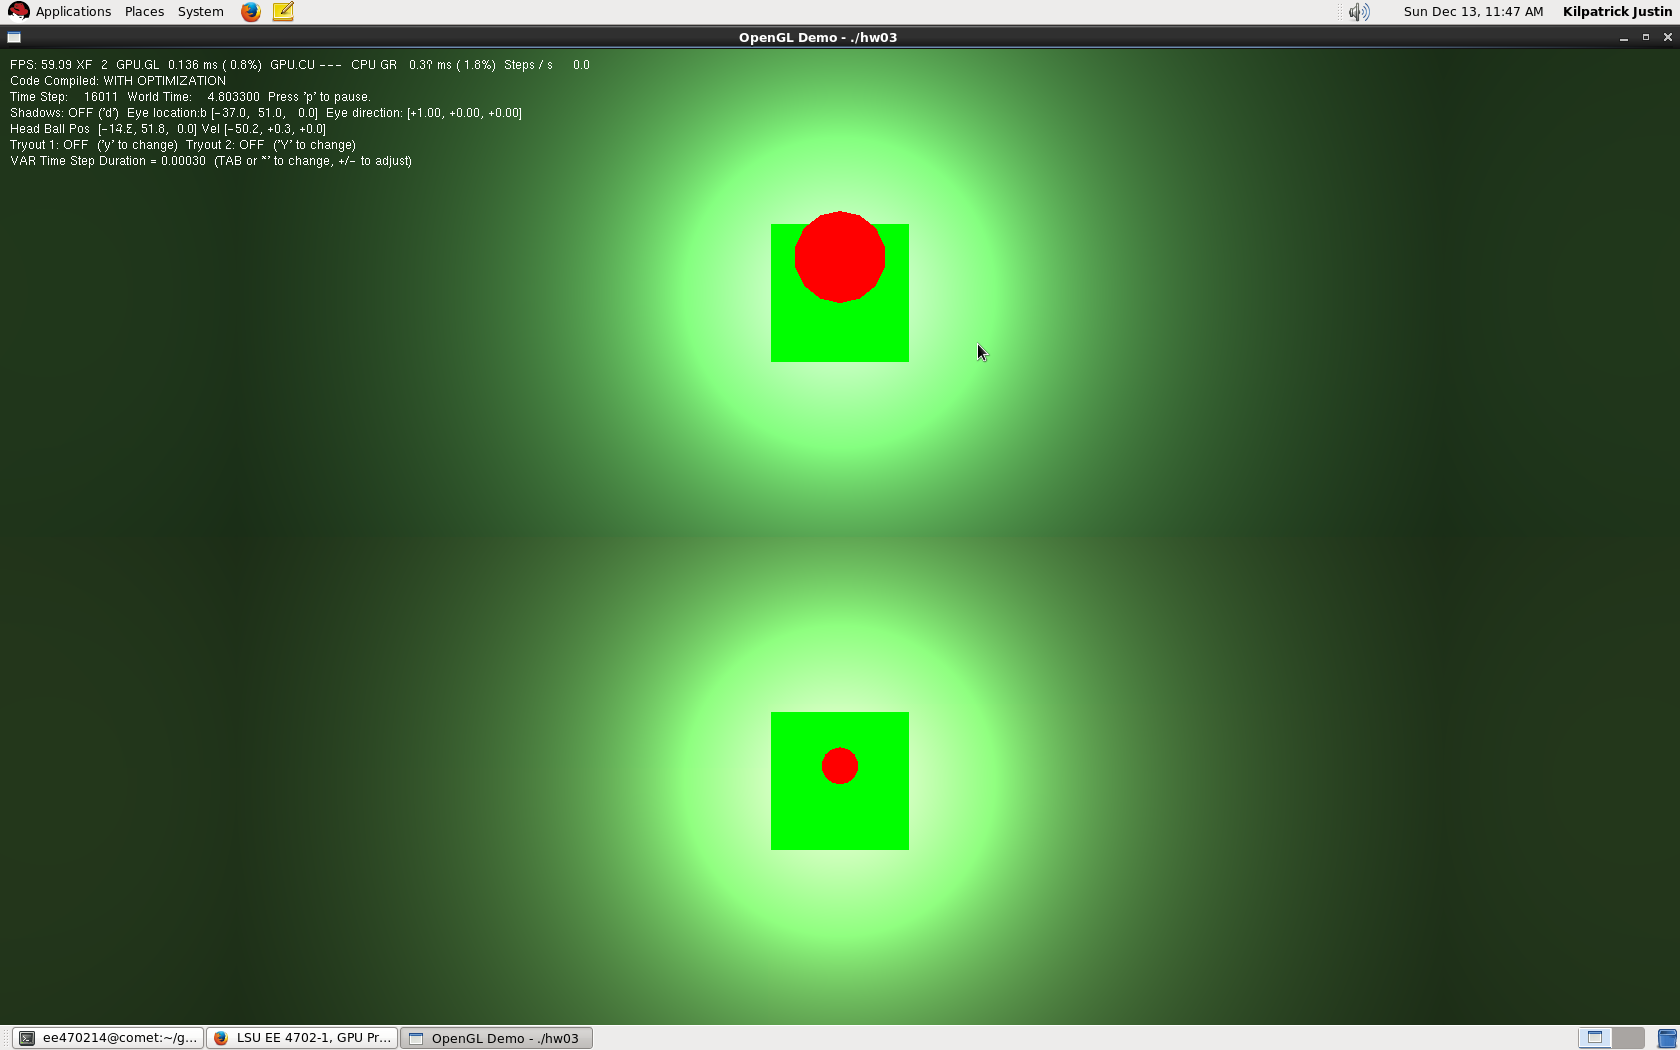 Applications Places System Sun Dec 13, 11:47 AM Kilpatrick Justin
OpenGL Demo - ./hw03
FPS: 59.99 XF 2 GPU.GL 0.136 ms ( 0.8%) GPU.CU --- CPU GR ms ( 1.8%) Steps / s 0.0
Code Compiled: WITH OPTIMIZATION
Time Step: 16011 World Time: 4.803300 Press 'p' to pause.
Shadows: OFF ('d') Eye location:b [-37.0, 51.0, 0.0] Eye direction: [+1.00, +0.00, +0.00]
Head Ball Pos 51.8, 0.0] Vel [-50.2, +0.3, +0.0]
Tryout 1: OFF ('y' to change) Tryout 2: OFF ('Y' to change)
VAR Time Step Duration = 0.00030 (TAB or '`' to change, +/- to adjust)
ee470214@comet:~/g... LSU EE 4702-1, GPU Pr... OpenGL Demo - ./hw03